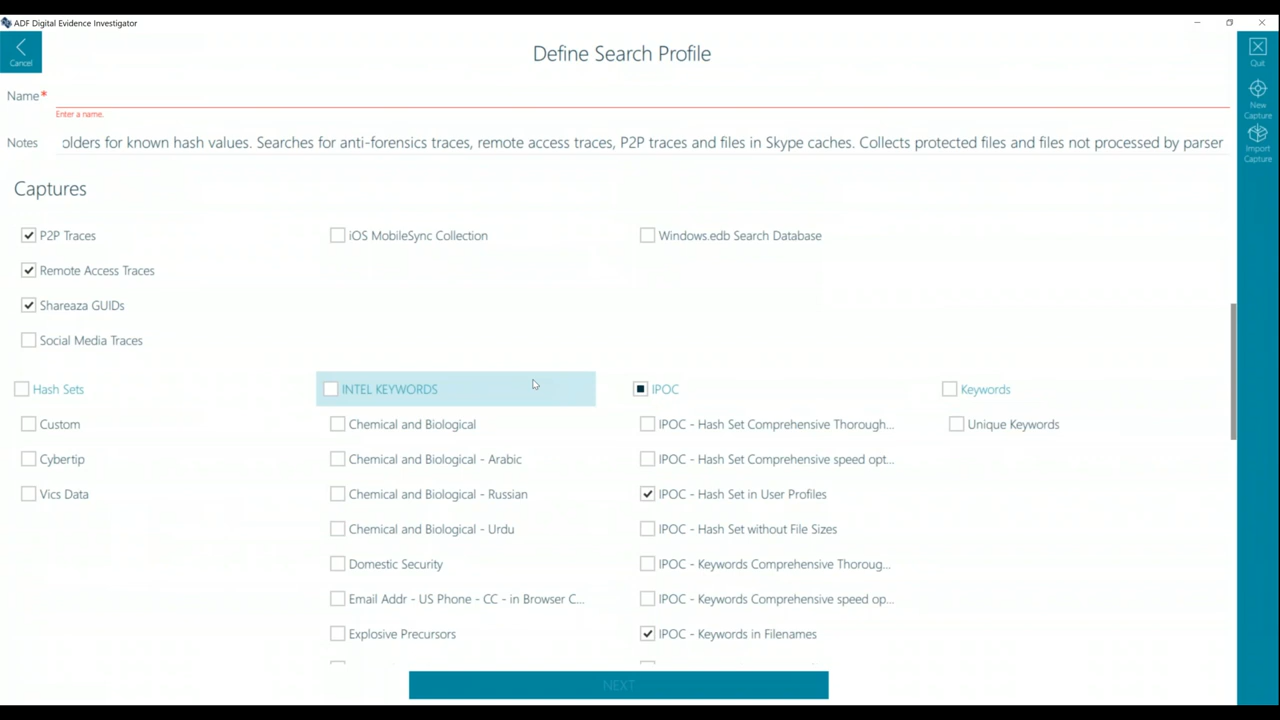 ADF Digital Evidence Investigator
Cancel
Define Search Profile
Quit
Name*
Enter a name.
New Capture
Notes
olders for known hash values. Searches for anti-forensics traces, remote access traces, P2P traces and files in Skype caches. Collects protected files and files not processed by parser
Import Capture
Captures
P2P Traces
iOS MobileSync Collection
Windows.edb Search Database
Remote Access Traces
Shareaza GUIDs
Social Media Traces
Hash Sets
INTEL KEYWORDS
IPOC
Keywords
Custom
Chemical and Biological
IPOC - Hash Set Comprehensive Thorough...
Unique Keywords
Cybertip
Chemical and Biological - Arabic
IPOC - Hash Set Comprehensive speed opt...
Vics Data
Chemical and Biological - Russian
IPOC - Hash Set in User Profiles
Chemical and Biological - Urdu
IPOC - Hash Set without File Sizes
Domestic Security
IPOC - Keywords Comprehensive Thoroug...
Email Addr - US Phone - CC - in Browser C...
IPOC - Keywords Comprehensive speed op...
Explosive Precursors
IPOC - Keywords in Filenames
NEXT